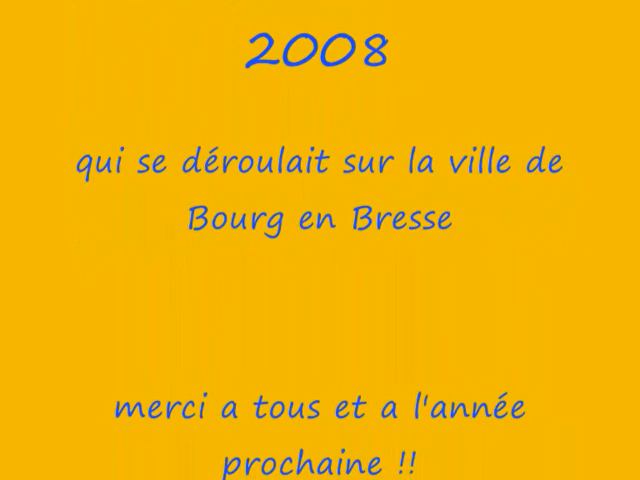 2008
qui se déroulait sur la ville de
Bourg en Bresse
merci a tous et a l'année
prochaine !!